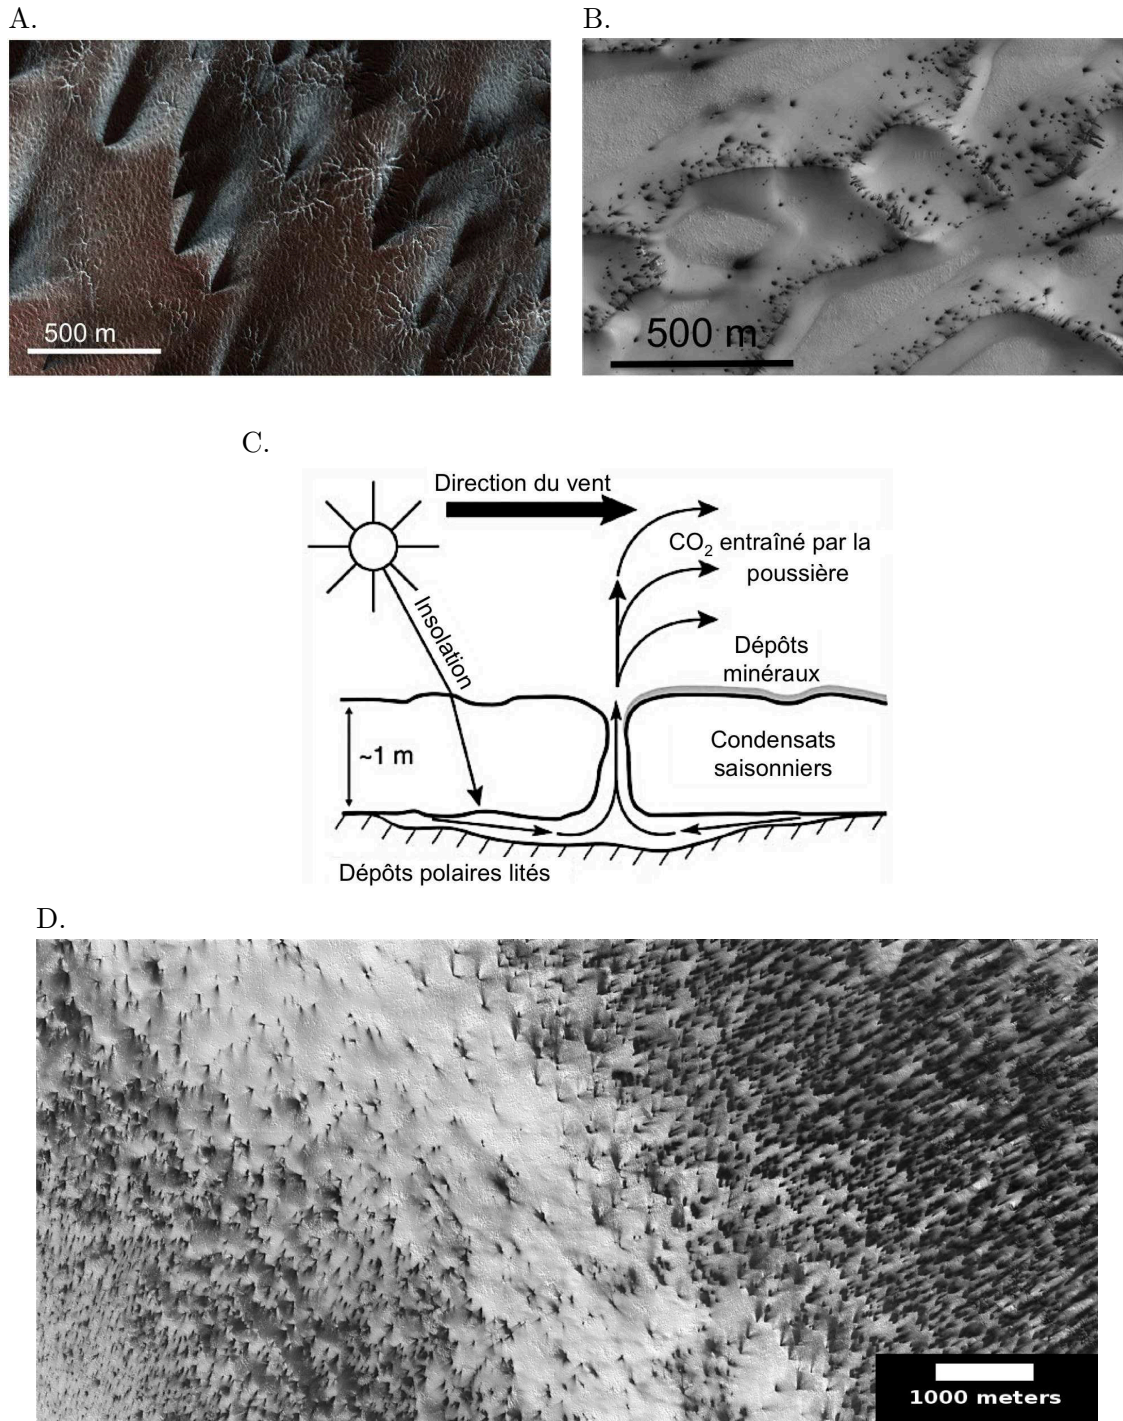 A.
B.
500 m
500 m
C.
Direction du vent
CO₂ entraîné par la
poussière
Insolation
Dépôts
minéraux
~1 m
Condensats
saisonniers
Dépôts polaires lités
D.
1000 meters